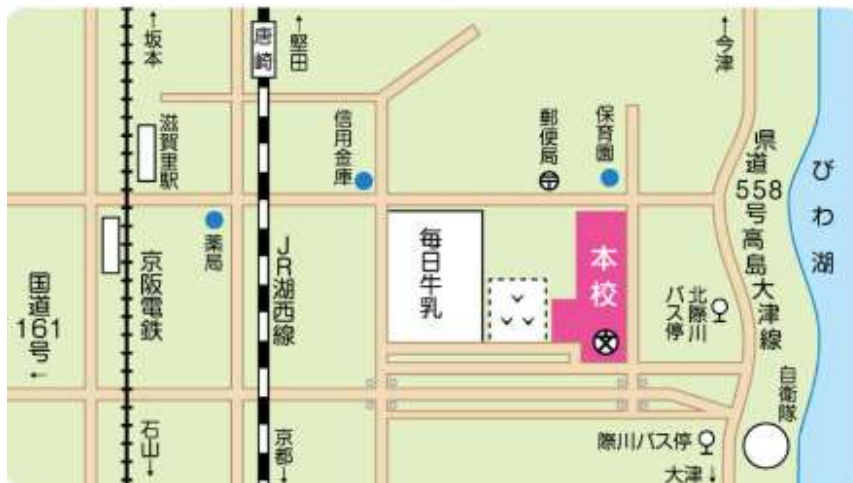 ↑坂本
唐崎
↑堅田
↑今津
滋賀里駅
信用金庫
郵便局
保育園
県道558号高島大津線
びわ湖
薬局
毎日牛乳
本校
国道161号←
京阪電鉄
JR湖西線
北際川
バス停
自衛隊
石山→
京都→
際川バス停
大津↓